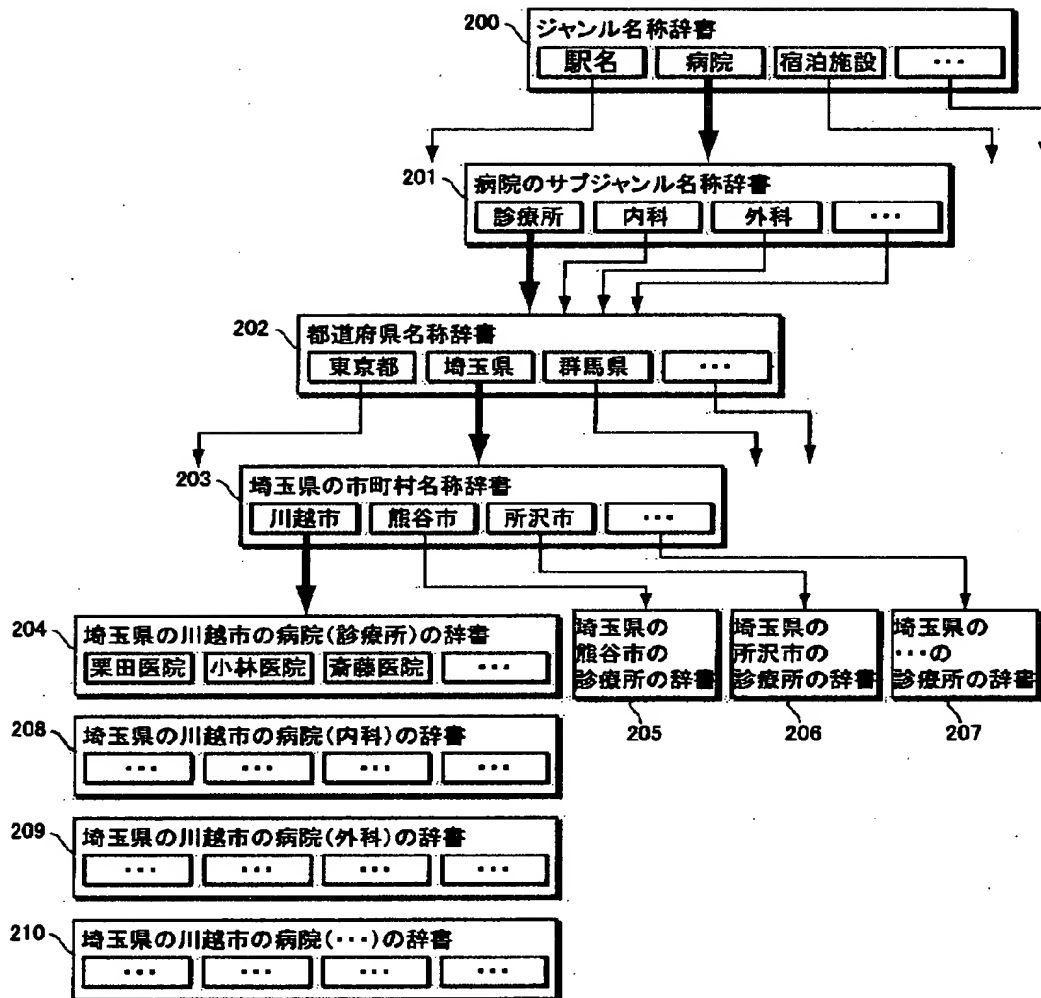 200 ジャンル名称辞書
駅名 病院 宿泊施設 ・・・
201 病院のサブジャンル名称辞書
診療所 内科 外科 ・・・
202 都道府県名称辞書
東京都 埼玉県 群馬県 ・・・
203 埼玉県の市町村名称辞書
川越市 熊谷市 所沢市 ・・・
204 埼玉県の川越市の病院(診療所)の辞書
栗田医院 小林医院 斎藤医院 ・・・
埼玉県の
熊谷市の
診療所の辞書
205
埼玉県の
所沢市の
診療所の辞書
206
埼玉県の
・・・の
診療所の辞書
207
208 埼玉県の川越市の病院(内科)の辞書
・・・ ・・・ ・・・ ・・・
209 埼玉県の川越市の病院(外科)の辞書
・・・ ・・・ ・・・ ・・・
210 埼玉県の川越市の病院(・・・)の辞書
・・・ ・・・ ・・・ ・・・